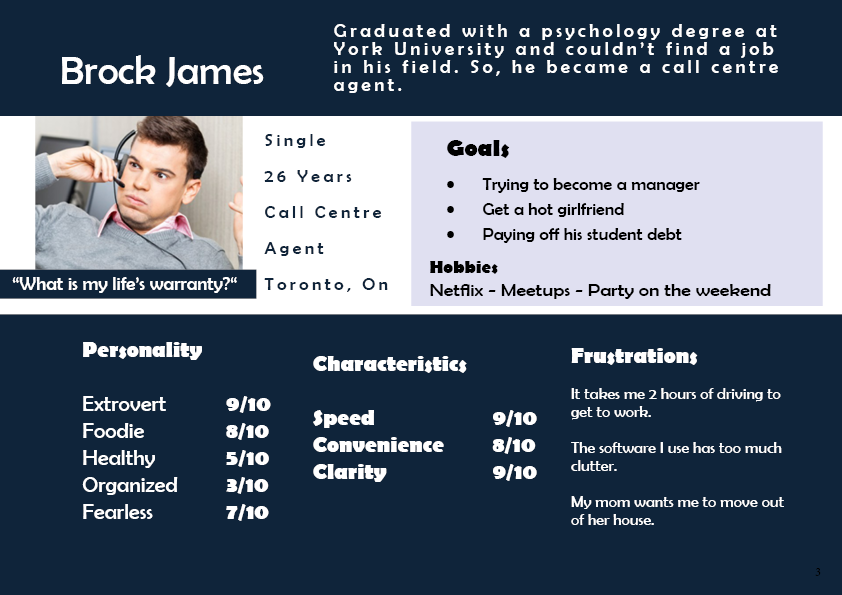 Brock James
Graduated with a psychology degree at
York University and couldn’t find a job
in his field. So, he became a call centre
agent.
Single
26 Years
Call Centre
Agent
Toronto, On
“What is my life’s warranty?“
Goals
• Trying to become a manager
• Get a hot girlfriend
• Paying off his student debt
Hobbies
Netflix - Meetups - Party on the weekend
Personality
Extrovert 9/10
Foodie 8/10
Healthy 5/10
Organized 3/10
Fearless 7/10
Characteristics
Speed 9/10
Convenience 8/10
Clarity 9/10
Frustrations
It takes me 2 hours of driving to
get to work.
The software I use has too much
clutter.
My mom wants me to move out
of her house.
3